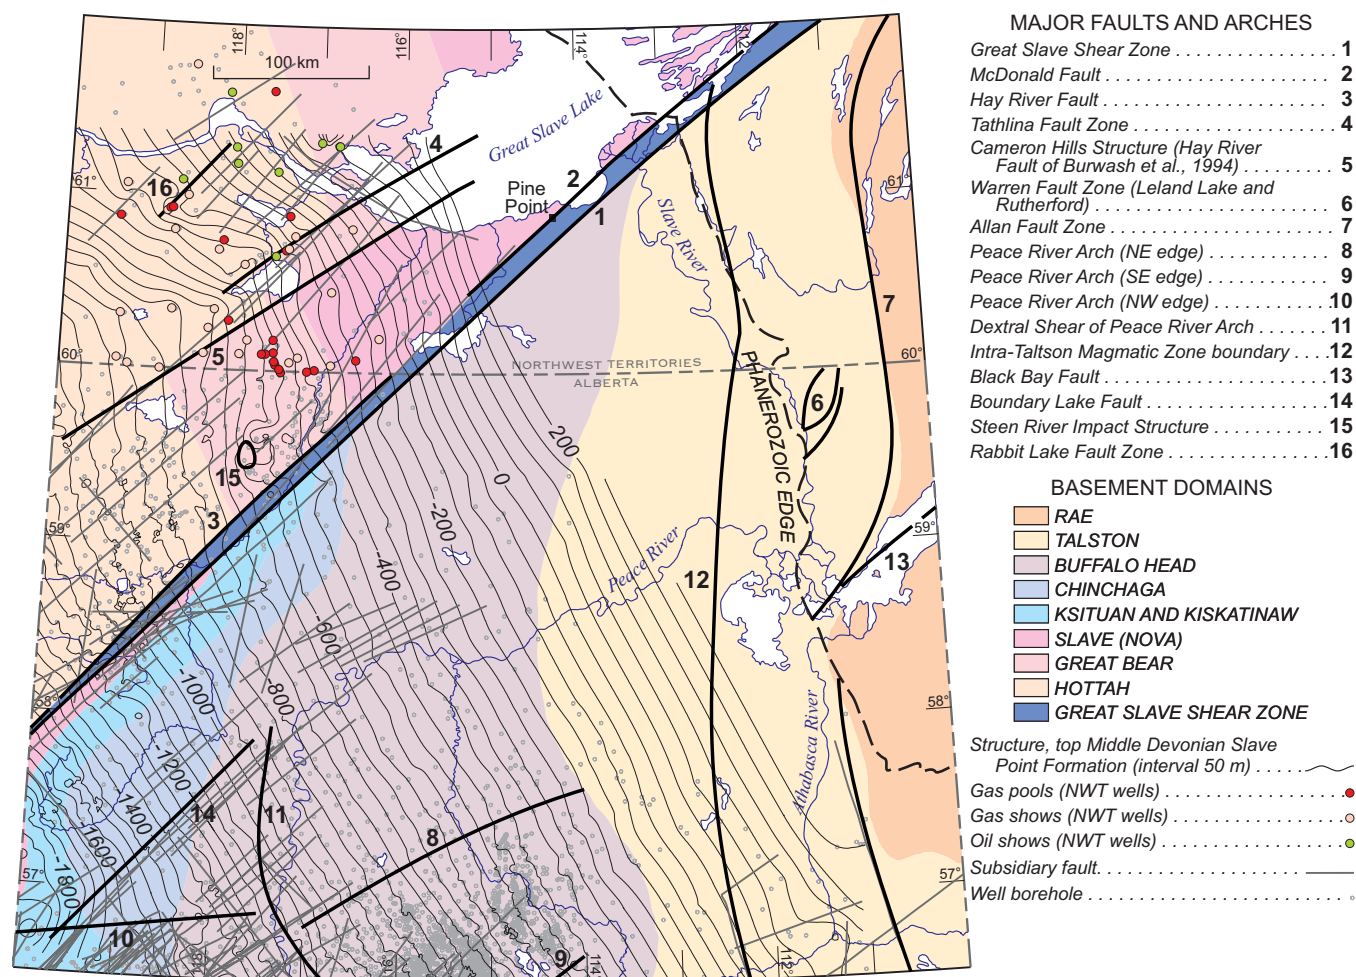 118°
116°
114°
112°
100 km
Great Slave Lake
4
61°
16
Pine
Point
2
1
61°
Slave River
7
5
60°
NORTHWEST TERRITORIES
ALBERTA
60°
PHANEROZOIC EDGE
6
15
200
0
-200
-400
-600
-800
-1000
-1200
1400
-1600
-1800
3
59°
59°
13
Peace River
12
58°
58°
Athabasca River
14
11
8
57°
57°
10
9
118°
116°
114°
112°
MAJOR FAULTS AND ARCHES
Great Slave Shear Zone . . . . . . . . . . . . . . . . . . 1
McDonald Fault . . . . . . . . . . . . . . . . . . . . . . . . . 2
Hay River Fault . . . . . . . . . . . . . . . . . . . . . . . . . 3
Tathlina Fault Zone . . . . . . . . . . . . . . . . . . . . . . 4
Cameron Hills Structure (Hay River
Fault of Burwash et al., 1994) . . . . . . . . . 5
Warren Fault Zone (Leland Lake and
Rutherford) . . . . . . . . . . . . . . . . . . . . . . . 6
Allan Fault Zone . . . . . . . . . . . . . . . . . . . . . . . . 7
Peace River Arch (NE edge) . . . . . . . . . . . . . 8
Peace River Arch (SE edge) . . . . . . . . . . . . . 9
Peace River Arch (NW edge) . . . . . . . . . . . . 10
Dextral Shear of Peace River Arch . . . . . . . 11
Intra-Taltson Magmatic Zone boundary . . . . 12
Black Bay Fault . . . . . . . . . . . . . . . . . . . . . . . 13
Boundary Lake Fault . . . . . . . . . . . . . . . . . . . 14
Steen River Impact Structure . . . . . . . . . . . . 15
Rabbit Lake Fault Zone . . . . . . . . . . . . . . . . 16
BASEMENT DOMAINS
RAE
TALSTON
BUFFALO HEAD
CHINCHAGA
KSITUAN AND KISKATINAW
SLAVE (NOVA)
GREAT BEAR
HOTTAH
GREAT SLAVE SHEAR ZONE
Structure, top Middle Devonian Slave
Point Formation (interval 50 m) . . . . .
Gas pools (NWT wells) . . . . . . . . . . . . . . . . . . .
Gas shows (NWT wells) . . . . . . . . . . . . . . . . . .
Oil shows (NWT wells) . . . . . . . . . . . . . . . . . . .
Subsidiary fault. . . . . . . . . . . . . . . . . . . . . .
Well borehole . . . . . . . . . . . . . . . . . . . . . . . . . .